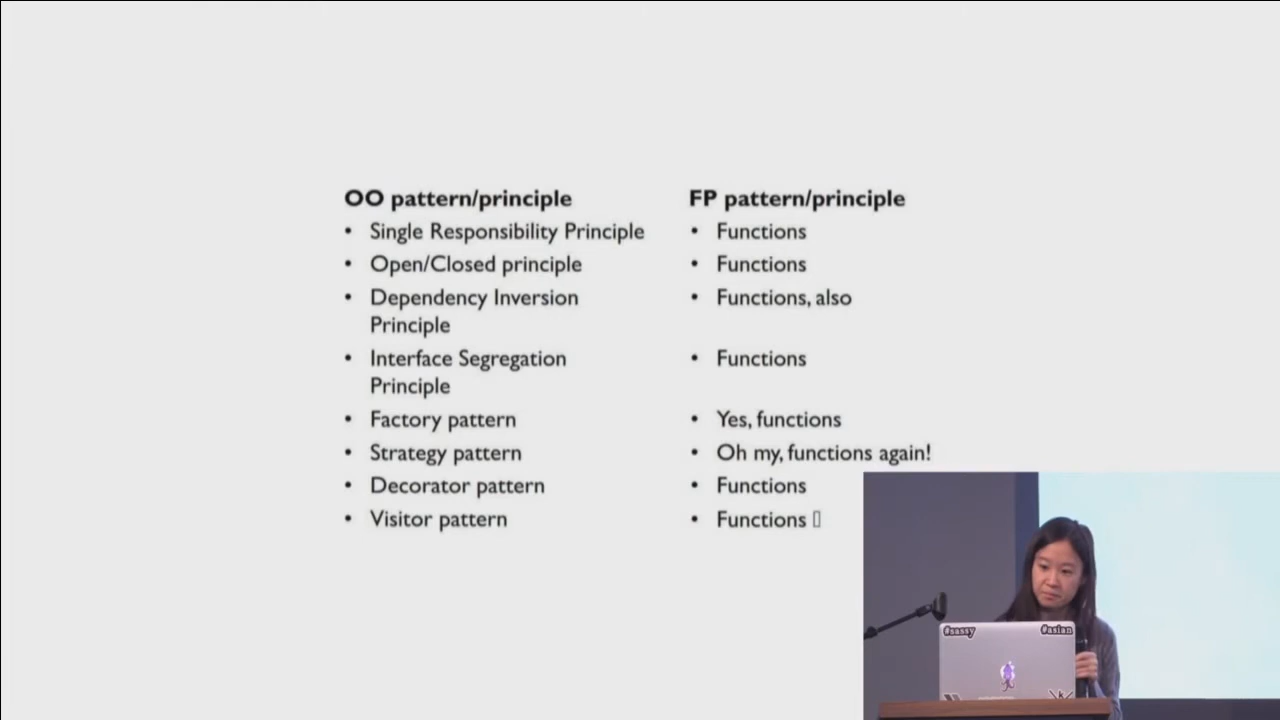 OO pattern/principle
• Single Responsibility Principle
• Open/Closed principle
• Dependency Inversion
Principle
• Interface Segregation
Principle
• Factory pattern
• Strategy pattern
• Decorator pattern
• Visitor pattern
FP pattern/principle
• Functions
• Functions
• Functions, also
• Functions
• Yes, functions
• Oh my, functions again!
• Functions
• Functions ▯
#sassy
#asian